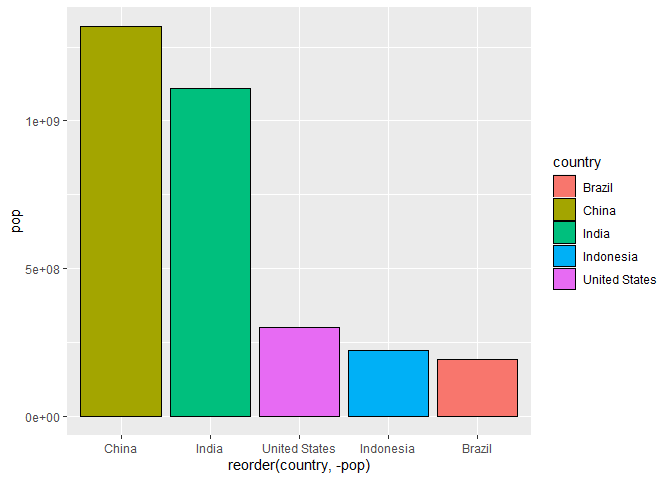 pop
1e+09
5e+08
0e+00
China India United States Indonesia Brazil
reorder(country, -pop)
country
Brazil
China
India
Indonesia
United States